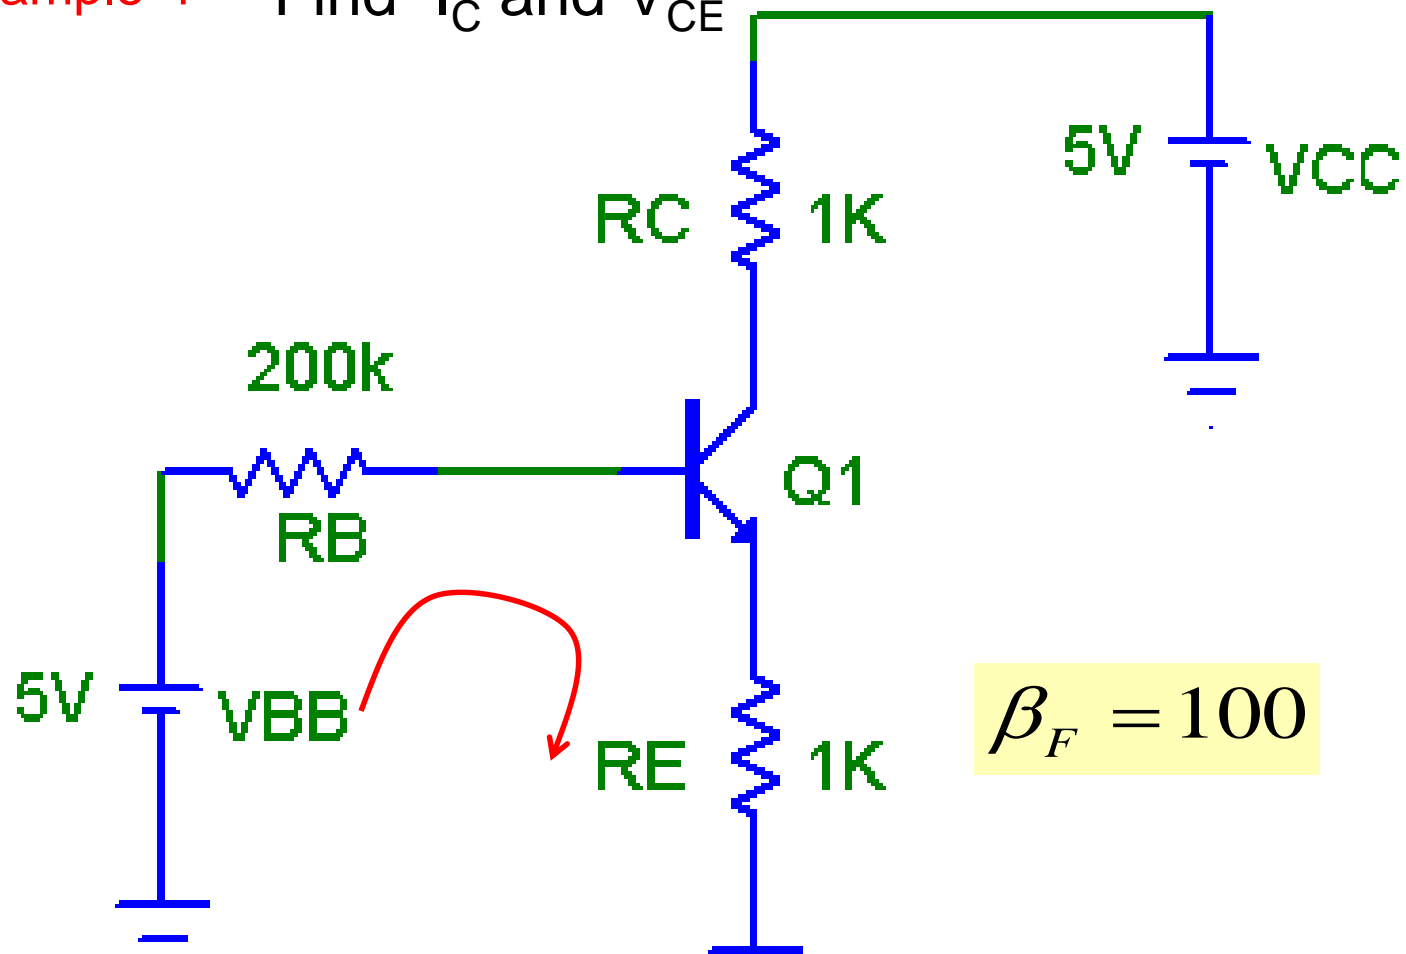 Find I_C and V_CE
5V VCC
RC 1K
200k
Q1
RB
5V VBB
RE 1K
β_F = 100